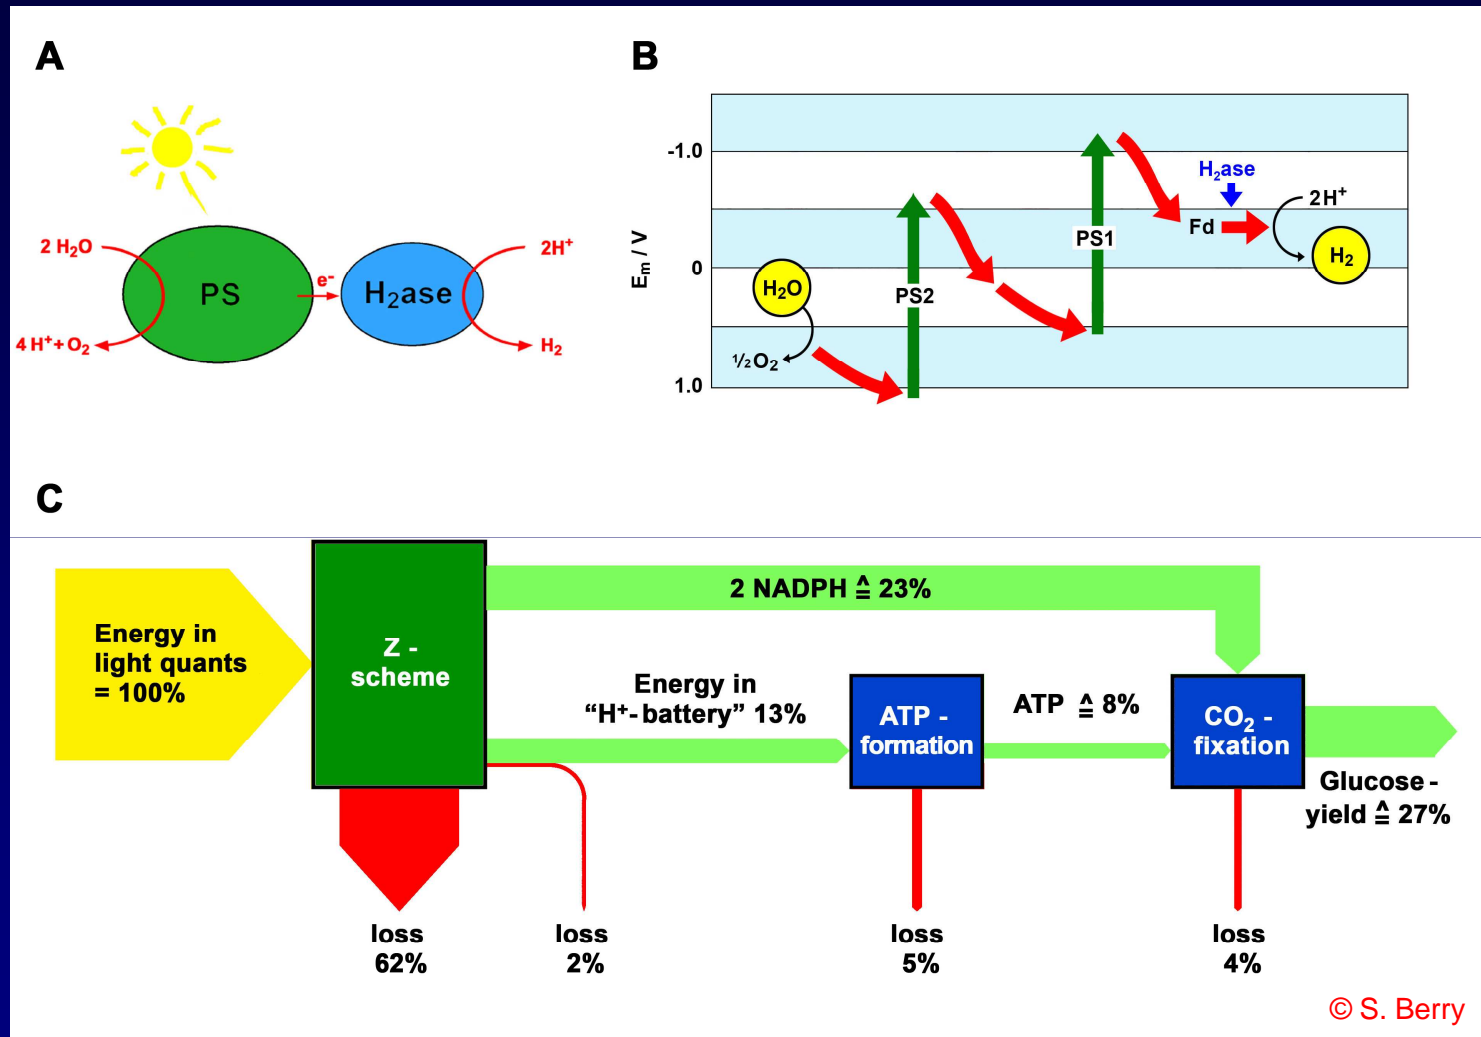 A
2 H₂O
4 H⁺+ O₂
PS
e⁻
H₂ase
2H⁺
H₂
B
Eₘ / V
-1.0
0
1.0
H₂O
½O₂
PS2
PS1
H₂ase
Fd
2H⁺
H₂
C
Energy in
light quants
= 100%
Z -
scheme
2 NADPH ≙ 23%
Energy in
“H⁺- battery” 13%
ATP -
formation
ATP ≙ 8%
CO₂ -
fixation
Glucose -
yield ≙ 27%
loss
62%
loss
2%
loss
5%
loss
4%
© S. Berry